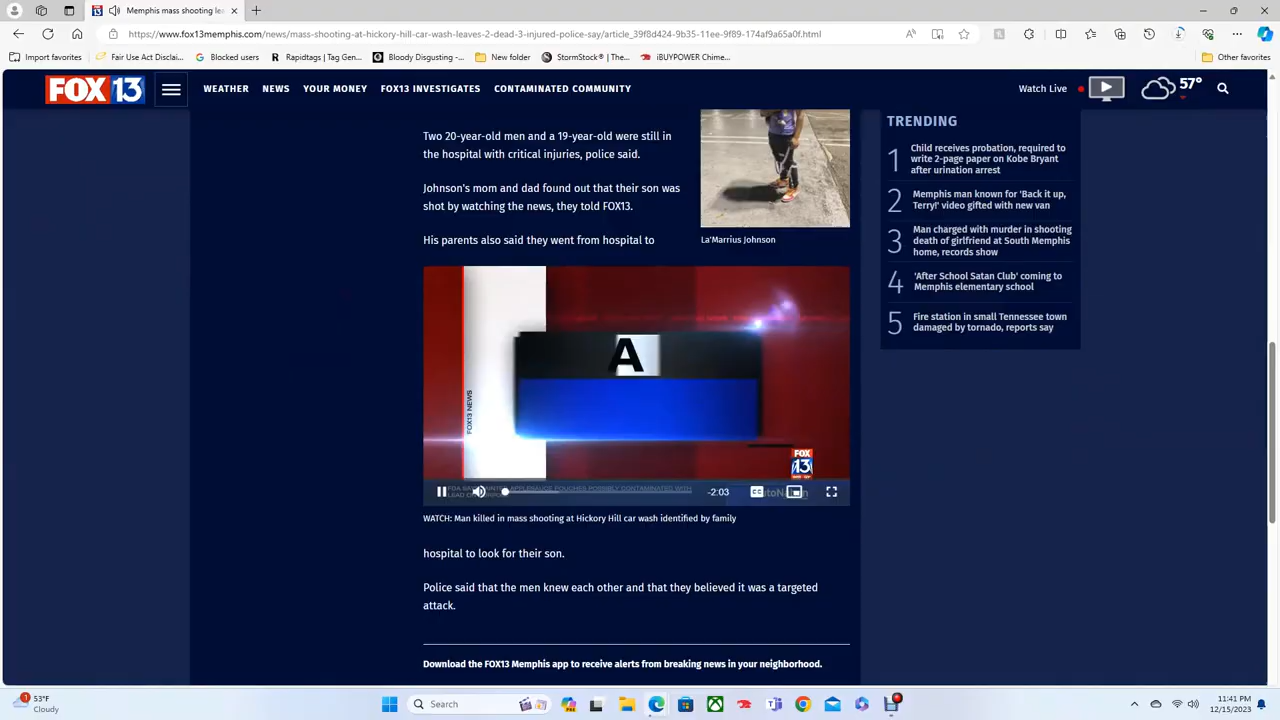 Memphis mass shooting le
https://www.fox13memphis.com/news/mass-shooting-at-hickory-hill-car-wash-leaves-2-dead-3-injured-police-say/article_39f8d424-9b35-11ee-9f89-174af9a65a0f.html
Import favorites
Fair Use Act Disclai...
Blocked users
Rapidtags | Tag Gen...
Bloody Disgusting -...
New folder
StormStock® | The...
iBUYPOWER Chime...
Other favorites
FOX 13
WEATHER
NEWS
YOUR MONEY
FOX13 INVESTIGATES
CONTAMINATED COMMUNITY
Watch Live
57°
Two 20-year-old men and a 19-year-old were still in
the hospital with critical injuries, police said.
Johnson's mom and dad found out that their son was
shot by watching the news, they told FOX13.
His parents also said they went from hospital to
La'Marrius Johnson
A
FOX13 NEWS
FOX
13
-2:03
CC
WATCH: Man killed in mass shooting at Hickory Hill car wash identified by family
hospital to look for their son.
Police said that the men knew each other and that they believed it was a targeted
attack.
Download the FOX13 Memphis app to receive alerts from breaking news in your neighborhood.
TRENDING
1
Child receives probation, required to
write 2-page paper on Kobe Bryant
after urination arrest
2
Memphis man known for 'Back it up,
Terry!' video gifted with new van
3
Man charged with murder in shooting
death of girlfriend at South Memphis
home, records show
4
'After School Satan Club' coming to
Memphis elementary school
5
Fire station in small Tennessee town
damaged by tornado, reports say
1
53°F
Cloudy
Search
11:41 PM
12/15/2023